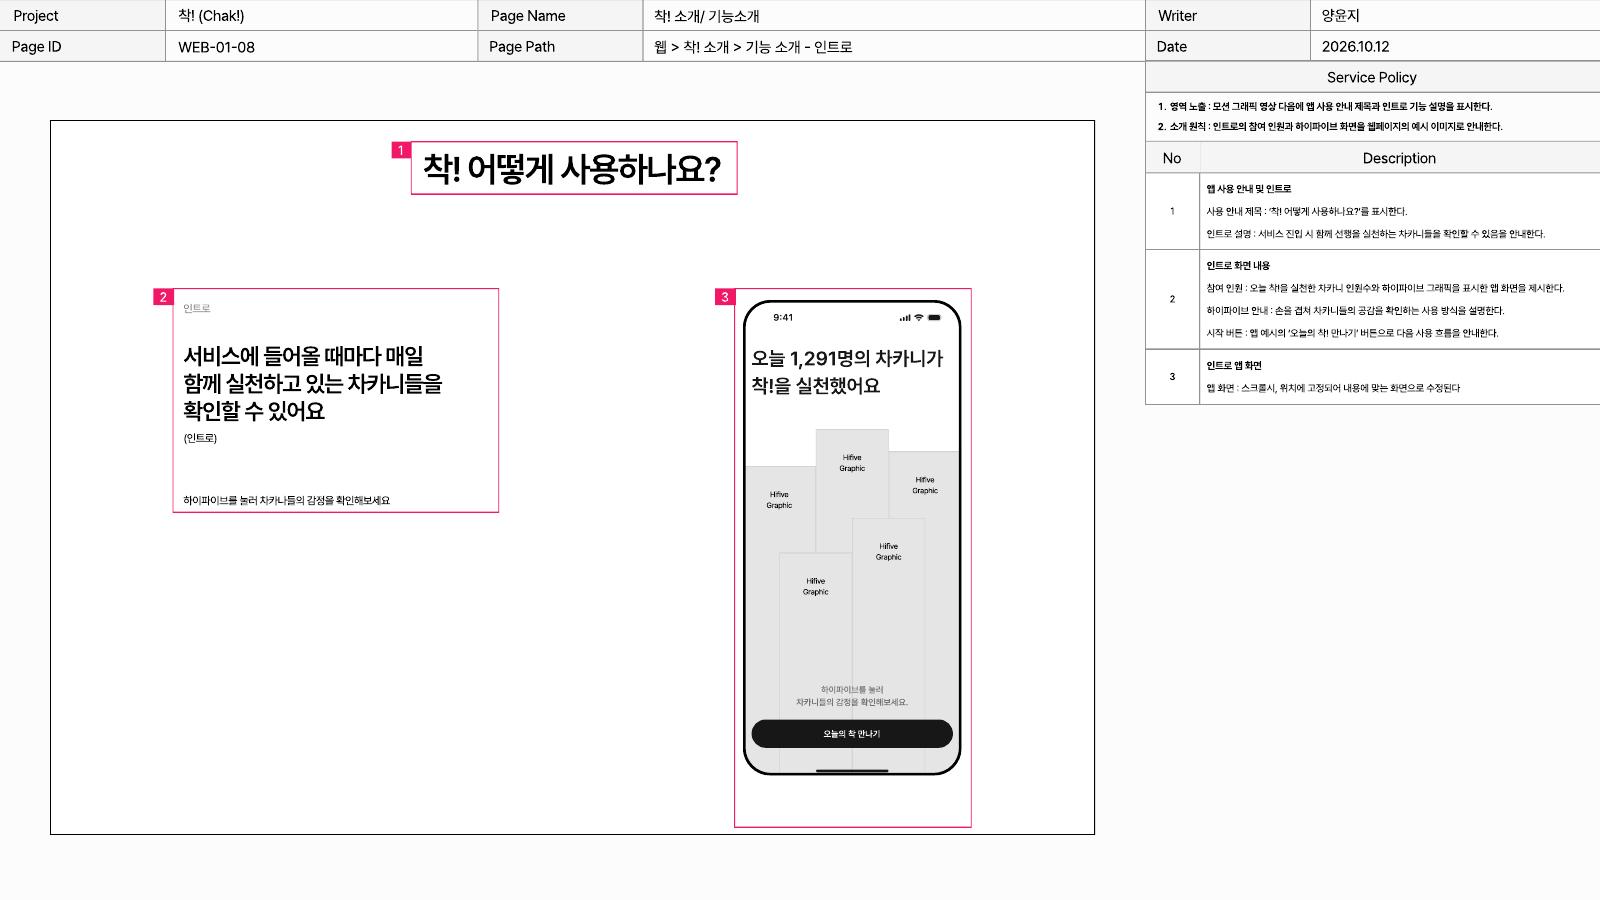 Project
착! (Chak!)
Page Name
착! 소개/ 기능소개
Writer
양윤지
Page ID
WEB-01-08
Page Path
웹 > 착! 소개 > 기능 소개 - 인트로
Date
2026.10.12
Service Policy
1. 영역 노출 : 모션 그래픽 영상 다음에 앱 사용 안내 제목과 인트로 기능 설명을 표시한다.
2. 소개 원칙 : 인트로의 참여 인원과 하이파이브 화면을 웹페이지의 예시 이미지로 안내한다.
No
Description
1
앱 사용 안내 및 인트로
사용 안내 제목 : ‘착! 어떻게 사용하나요?’를 표시한다.
인트로 설명 : 서비스 진입 시 함께 선행을 실천하는 차카니들을 확인할 수 있음을 안내한다.
2
인트로 화면 내용
참여 인원 : 오늘 착!을 실천한 차카니 인원수와 하이파이브 그래픽을 표시한 앱 화면을 제시한다.
하이파이브 안내 : 손을 겹쳐 차카니들의 공감을 확인하는 사용 방식을 설명한다.
시작 버튼 : 앱 예시의 ‘오늘의 착! 만나기’ 버튼으로 다음 사용 흐름을 안내한다.
3
인트로 앱 화면
앱 화면 : 스크롤시, 위치에 고정되어 내용에 맞는 화면으로 수정된다
1
착! 어떻게 사용하나요?
2
인트로
서비스에 들어올 때마다 매일
함께 실천하고 있는 차카니들을
확인할 수 있어요
(인트로)
하이파이브를 눌러 차카나들의 감정을 확인해보세요
3
9:41
오늘 1,291명의 차카니가
착!을 실천했어요
Hifive
Graphic
Hifive
Graphic
Hifive
Graphic
Hifive
Graphic
Hifive
Graphic
하이파이브를 눌러
차카니들의 감정을 확인해보세요.
오늘의 착 만나기